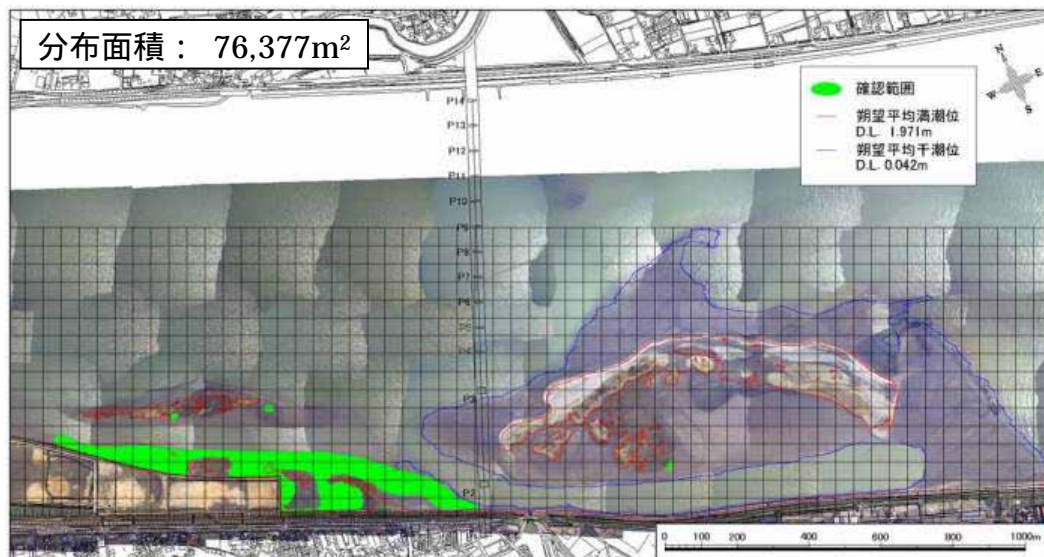 分布面積： 76,377m²
N
E
W
S
確認範囲
朔望平均満潮位
D.L. 1.971m
朔望平均干潮位
D.L. 0.042m
P14
P13
P12
P11
P10
P9
P8
P7
P6
P5
P4
P3
P2
0 100 200 400 600 800 1000m